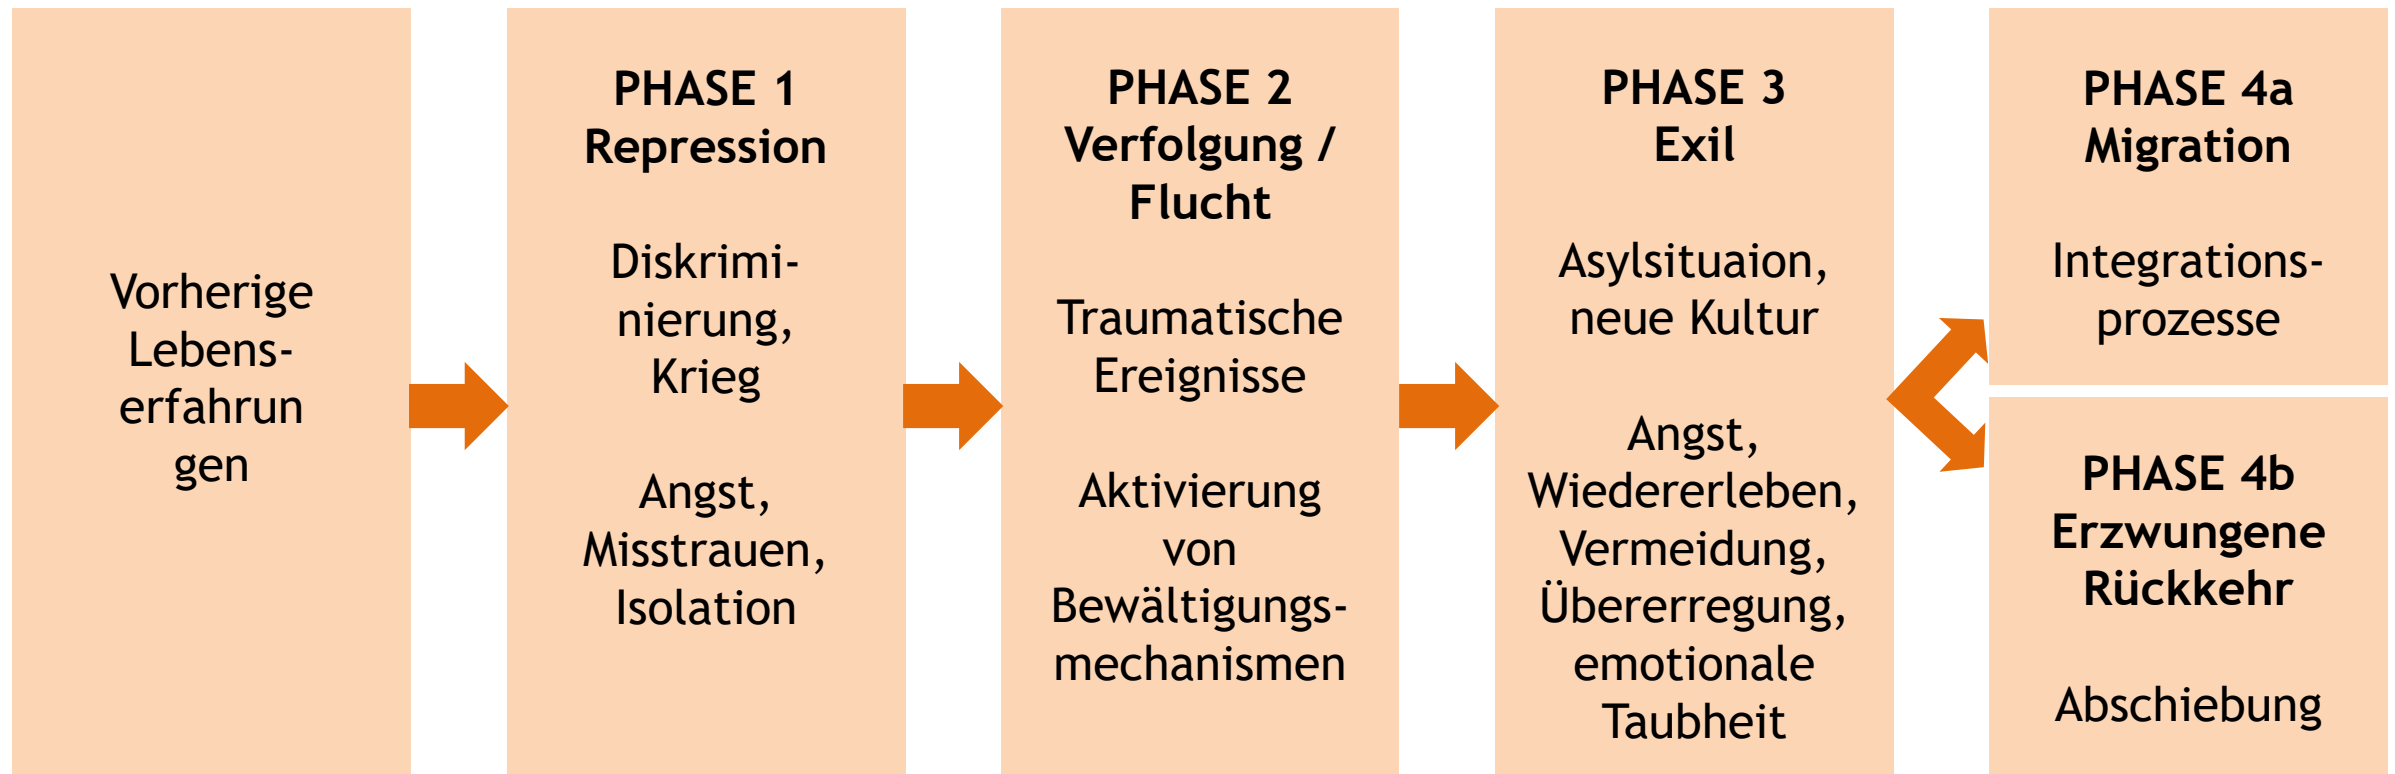 Vorherige
Lebens-
erfahrun
gen
PHASE 1
Repression
Diskrimi-
nierung,
Krieg
Angst,
Misstrauen,
Isolation
PHASE 2
Verfolgung /
Flucht
Traumatische
Ereignisse
Aktivierung
von
Bewältigungs-
mechanismen
PHASE 3
Exil
Asylsituaion,
neue Kultur
Angst,
Wiedererleben,
Vermeidung,
Übererregung,
emotionale
Taubheit
PHASE 4a
Migration
Integrations-
prozesse
PHASE 4b
Erzwungene
Rückkehr
Abschiebung